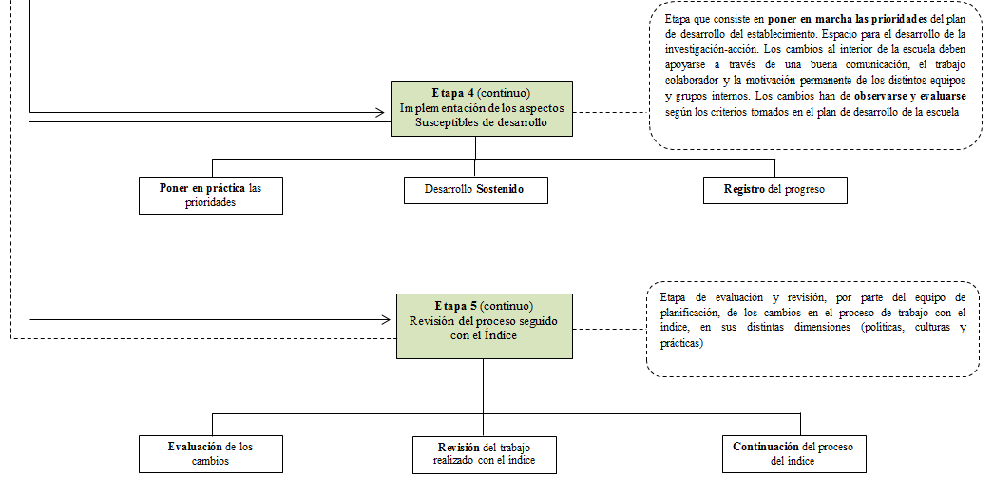 Etapa que consiste en poner en marcha las prioridades del plan
de desarrollo del establecimiento. Espacio para el desarrollo de la
investigación-acción. Los cambios al interior de la escuela deben
apoyarse a través de una buena comunicación, el trabajo
colaborador y la motivación permanente de los distintos equipos
y grupos internos. Los cambios han de observarse y evaluarse
según los criterios tomados en el plan de desarrollo de la escuela
Etapa 4 (continuo)
Implementación de los aspectos
Susceptibles de desarrollo
Poner en práctica las
prioridades
Desarrollo Sostenido
Registro del progreso
Etapa 5 (continuo)
Revisión del proceso seguido
con el Índice
Etapa de evaluación y revisión, por parte del equipo de
planificación, de los cambios en el proceso de trabajo con el
índice, en sus distintas dimensiones (políticas, culturas y
prácticas)
Evaluación de los
cambios
Revisión del trabajo
realizado con el índice
Continuación del proceso
del índice